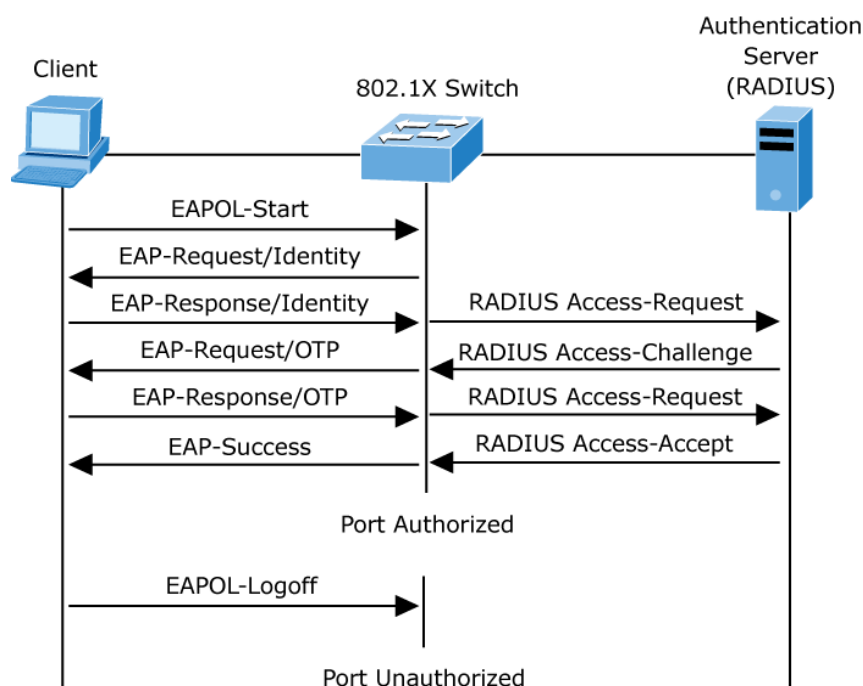 Authentication
Server
(RADIUS)
Client
802.1X Switch
EAPOL-Start
EAP-Request/Identity
EAP-Response/Identity
RADIUS Access-Request
EAP-Request/OTP
RADIUS Access-Challenge
EAP-Response/OTP
RADIUS Access-Request
EAP-Success
RADIUS Access-Accept
Port Authorized
EAPOL-Logoff
Port Unauthorized